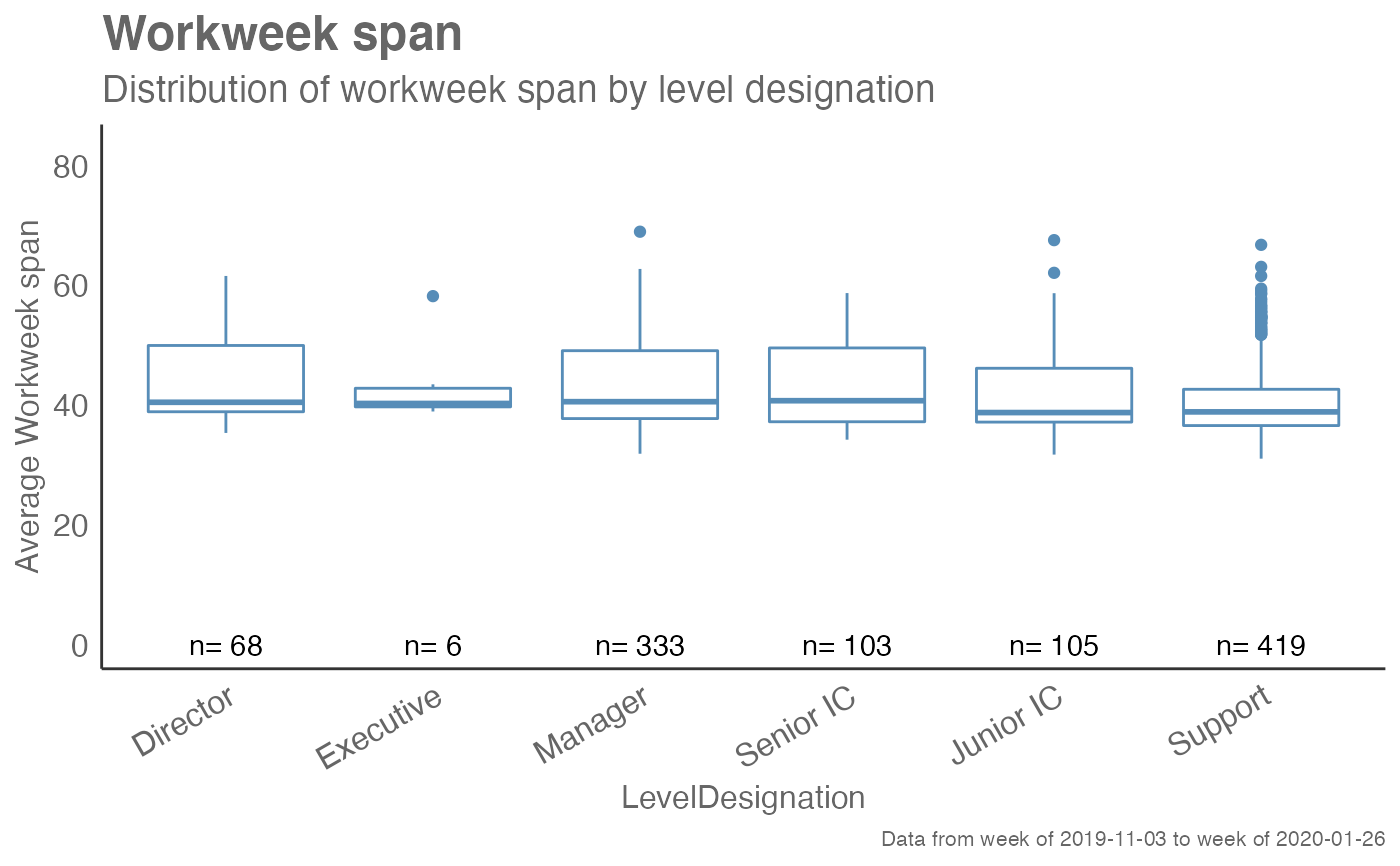 Workweek span
Distribution of workweek span by level designation
Average Workweek span
80
60
40
20
0
n= 68 n= 6 n= 333 n= 103 n= 105 n= 419
Director Executive Manager Senior IC Junior IC Support
LevelDesignation
Data from week of 2019-11-03 to week of 2020-01-26